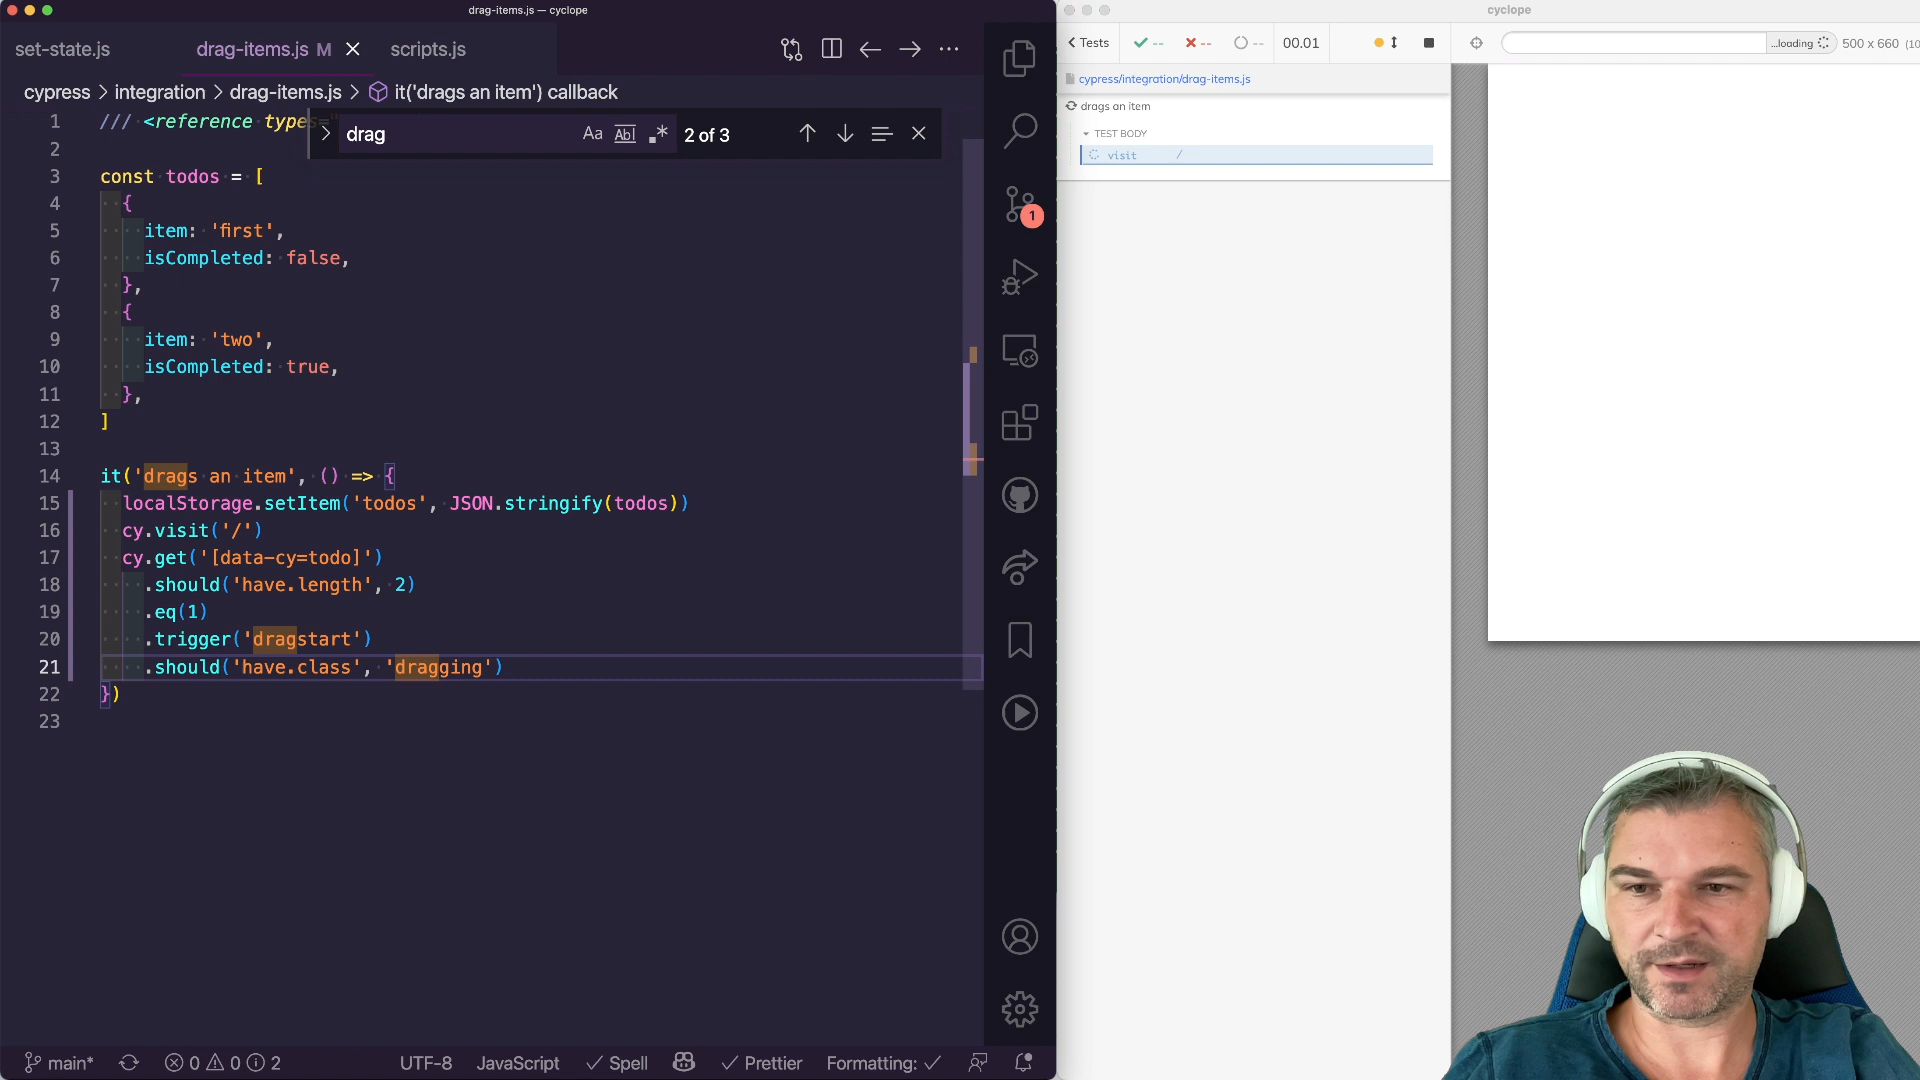 drag-items.js — cyclope
set-state.js
drag-items.js M
scripts.js
cypress > integration > drag-items.js > it('drags an item') callback
drag
Aa
Abl
.*
2 of 3
1 /// <reference types="
2
3 const todos = [
4 {
5 item: 'first',
6 isCompleted: false,
7 },
8 {
9 item: 'two',
10 isCompleted: true,
11 },
12 ]
13
14 it('drags an item', () => {
15 localStorage.setItem('todos', JSON.stringify(todos))
16 cy.visit('/')
17 cy.get('[data-cy=todo]')
18 .should('have.length', 2)
19 .eq(1)
20 .trigger('dragstart')
21 .should('have.class', 'dragging')
22 })
23
1
main*
0
0
2
UTF-8
JavaScript
Spell
Prettier
Formatting:
cyclope
Tests
--
--
--
00.01
...loading
500 x 660 (10
cypress/integration/drag-items.js
drags an item
TEST BODY
visit /